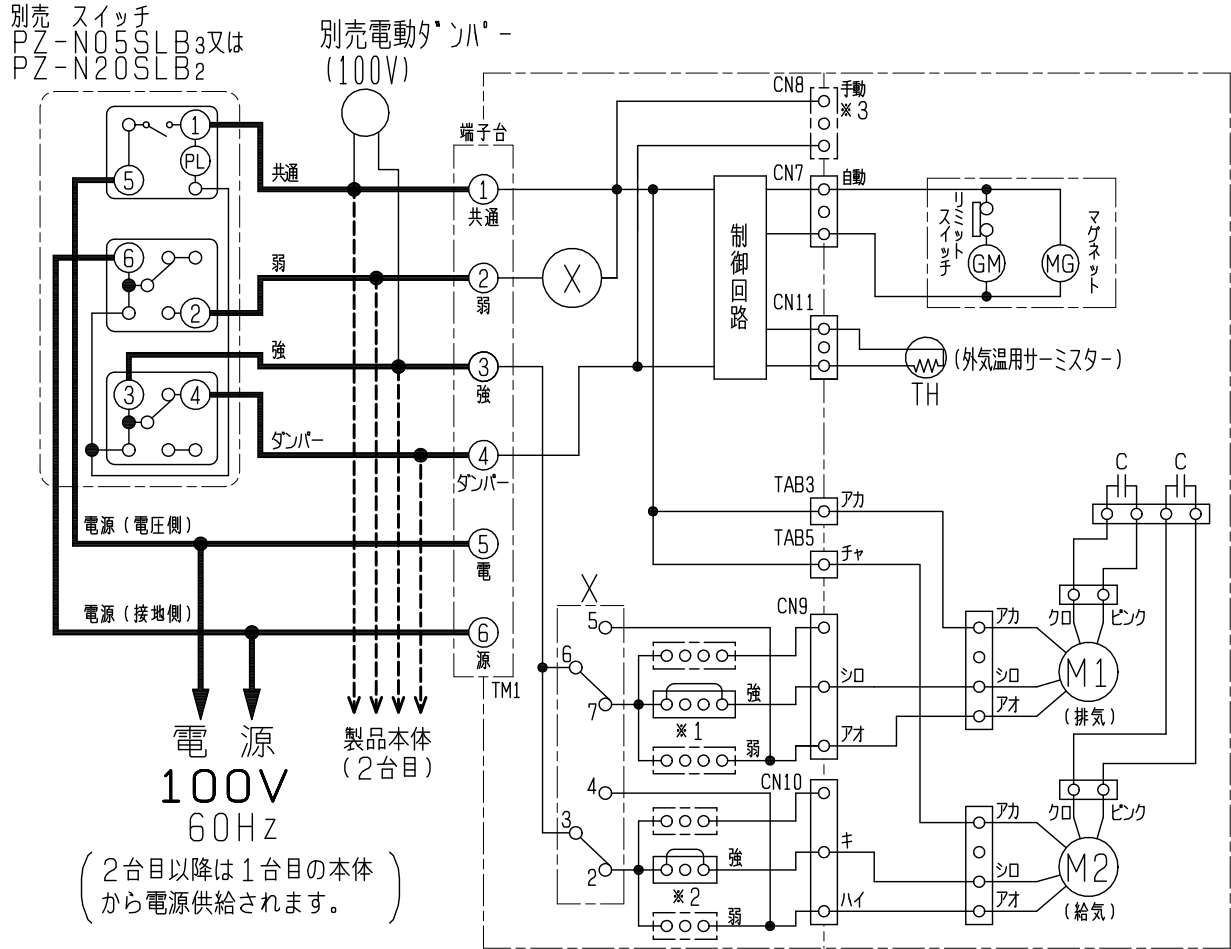 別売 スイッチ
PZ-N05SLB3又は
PZ-N20SLB2
別売電動ダンパー
(100V)
1
PL
5
6
2
3
4
共通
弱
強
ダンパー
電源(電圧側)
電源(接地側)
端子台
1
共通
2
弱
3
強
4
ダンパー
5
電
6
源
TM1
電 源
100V
60Hz
(2台目以降は1台目の本体
から電源供給されます。)
製品本体
(2台目)
X
制御回路
CN8
手動
※3
CN7
自動
リミット
スイッチ
GM
MG
マグネット
CN11
(外気温用サーミスター)
TH
TAB3
アカ
TAB5
チャ
C
C
X
5
6
7
4
3
2
強
※1
弱
強
※2
弱
CN9
シロ
アオ
CN10
キ
ハイ
アカ
シロ
アオ
クロ
ピンク
M1
(排気)
アカ
シロ
アオ
クロ
ピンク
M2
(給気)